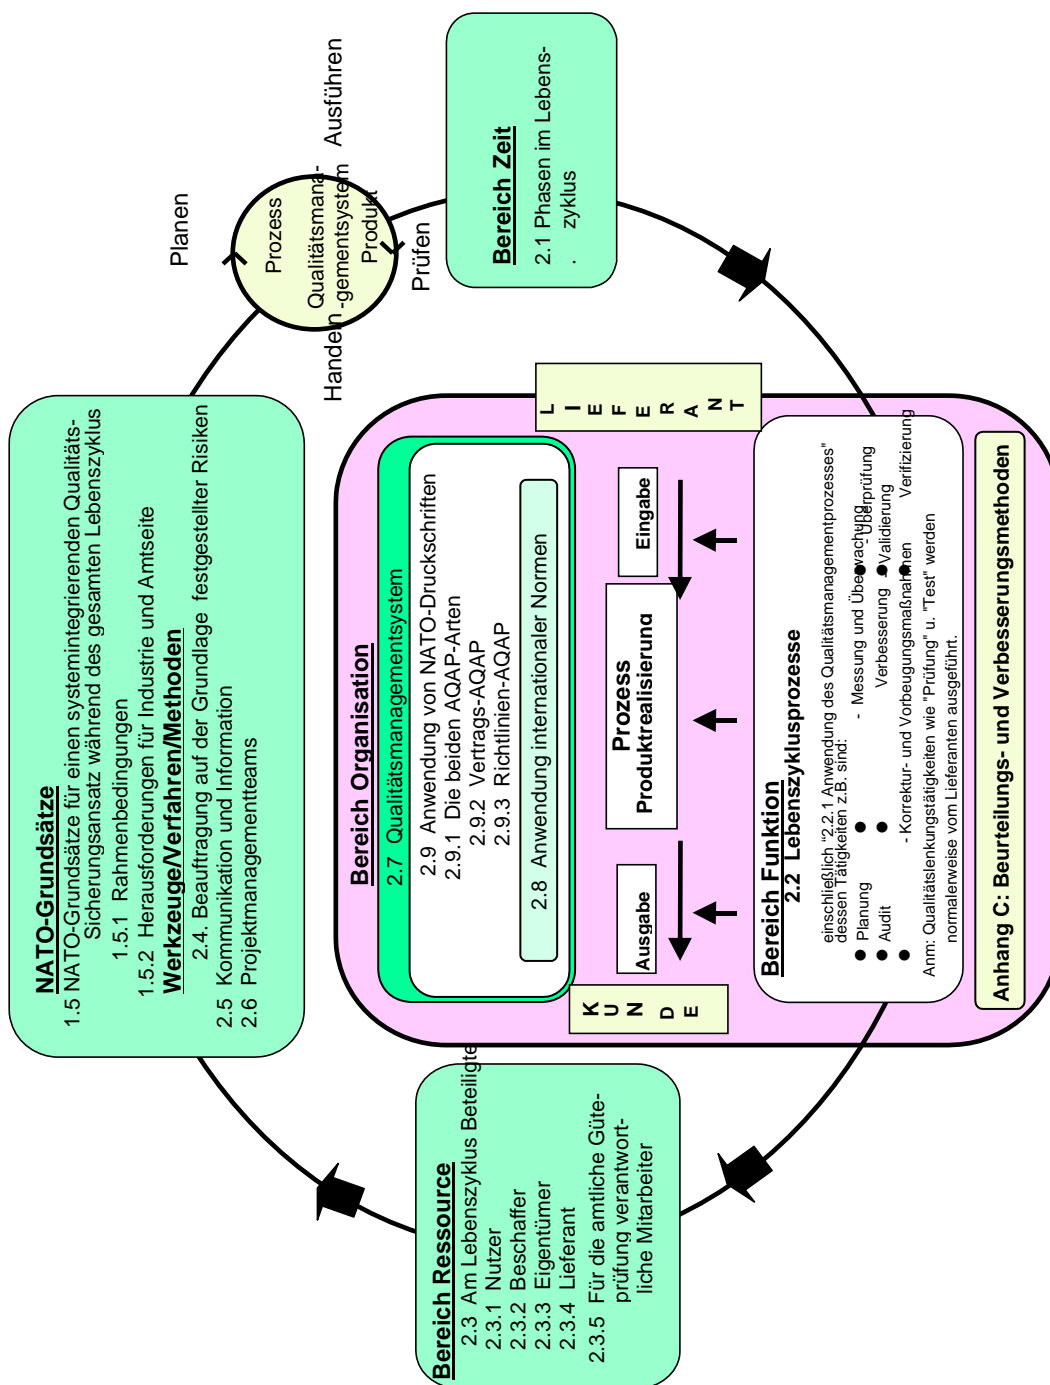 NATO-Grundsätze
1.5 NATO-Grundsätze für einen systemintegrierenden Qualitäts-
Sicherungsansatz während des gesamten Lebenszyklus
1.5.1 Rahmenbedingungen
1.5.2 Herausforderungen für Industrie und Amtseite
Werkzeuge/Verfahren/Methoden
2.4. Beauftragung auf der Grundlage festgestellter Risiken
2.5 Kommunikation und Information
2.6 Projektmanagementteams
Planen
Prozess
Qualitätsmana-
Handeln -gementsystem Ausführen
Produkt
Prüfen
Bereich Ressource
2.3 Am Lebenszyklus Beteiligte
2.3.1 Nutzer
2.3.2 Beschaffer
2.3.3 Eigentümer
2.3.4 Lieferant
2.3.5 Für die amtliche Güte-
prüfung verantwort-
liche Mitarbeiter
Bereich Organisation
2.7 Qualitätsmanagementsystem
2.9 Anwendung von NATO-Druckschriften
2.9.1 Die beiden AQAP-Arten
2.9.2 Vertrags-AQAP
2.9.3 Richtlinien-AQAP
2.8 Anwendung internationaler Normen
KUNDE
Ausgabe
Prozess
Produktrealisierung
Eingabe
LIEFERANT
Bereich Zeit
2.1 Phasen im Lebens-
zyklus
.
Bereich Funktion
2.2 Lebenszyklusprozesse
einschließlich "2.2.1 Anwendung des Qualitätsmanagementprozesses"
dessen Tätigkeiten z.B. sind:
● Planung ● - Messung und Überwachung ● - Überprüfung
● Audit ● Verbesserung ● - Validierung
● - Korrektur- und Vorbeugungsmaßnahmen ● Verifizierung
Anm: Qualitätslenkungstätigkeiten wie "Prüfung" u. "Test" werden
normalerweise vom Lieferanten ausgeführt.
Anhang C: Beurteilungs- und Verbesserungsmethoden